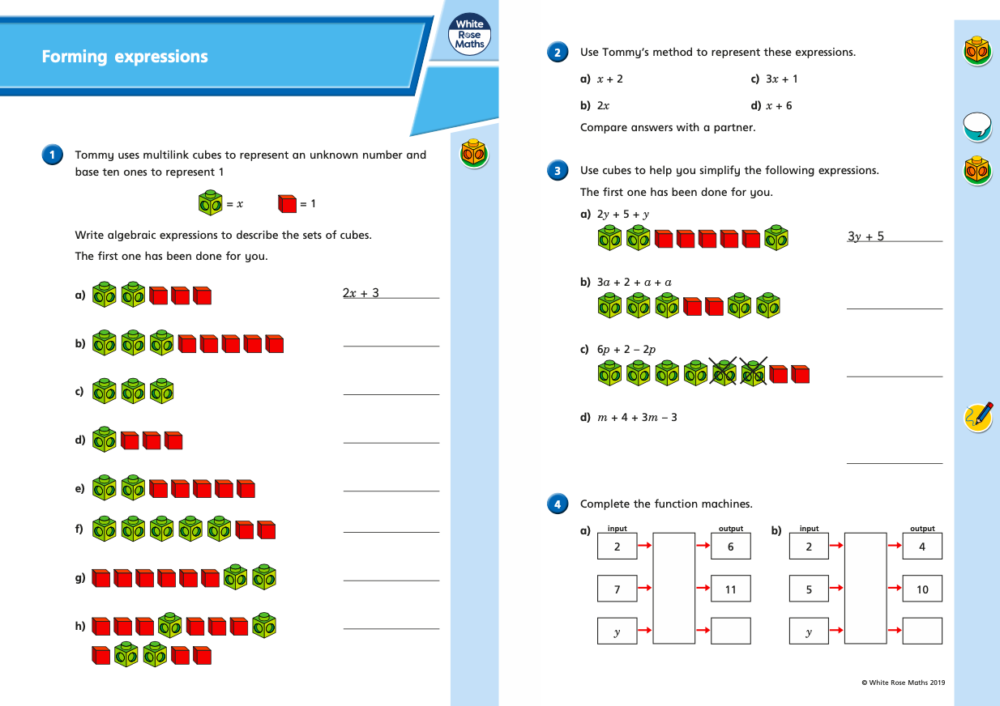 Forming expressions
White
Rose
Maths
1
Tommy uses multilink cubes to represent an unknown number and
base ten ones to represent 1
= x = 1
Write algebraic expressions to describe the sets of cubes.
The first one has been done for you.
a) 2x + 3
b)
c)
d)
e)
f)
g)
h)
2 Use Tommy's method to represent these expressions.
a) x + 2 c) 3x + 1
b) 2x d) x + 6
Compare answers with a partner.
3 Use cubes to help you simplify the following expressions.
The first one has been done for you.
a) 2y + 5 + y
3y + 5
b) 3a + 2 + a + a
c) 6p + 2 – 2p
d) m + 4 + 3m – 3
4 Complete the function machines.
a) input output b) input output
2 6 2 4
7 11 5 10
y y
© White Rose Maths 2019